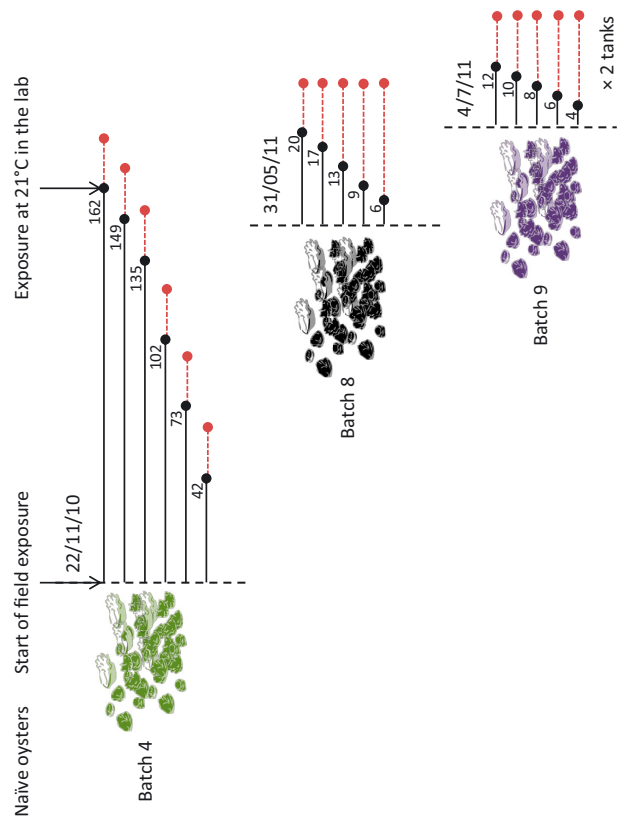 Naïve oysters
Start of field exposure
Exposure at 21°C in the lab
22/11/10
162
149
135
102
73
42
Batch 4
31/05/11
20
17
13
9
6
Batch 8
4/7/11
12
10
8
6
4
× 2 tanks
Batch 9